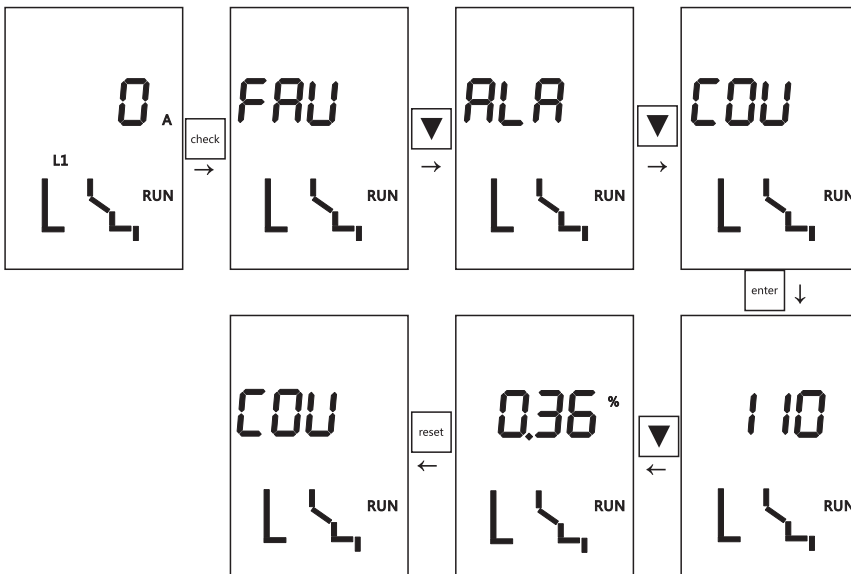 0 A
L1
RUN
check
→
FAU
RUN
▼
→
ALA
RUN
▼
→
COU
RUN
enter ↓
110
RUN
▼
←
0.36 %
RUN
reset
←
COU
RUN